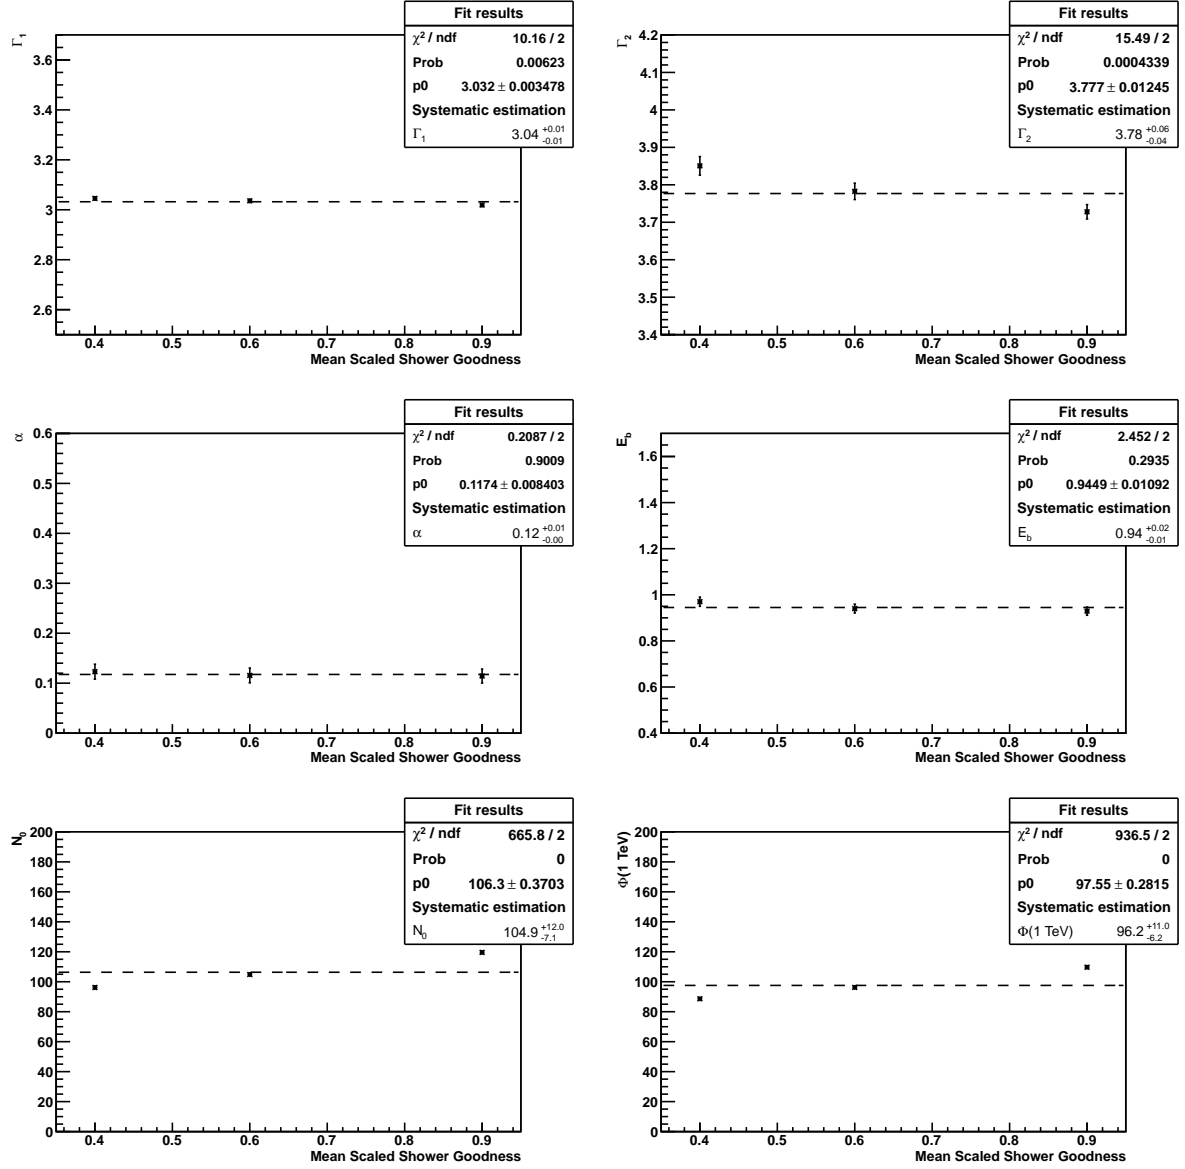 Fit results
χ² / ndf 10.16 / 2
Prob 0.00623
p0 3.032 ± 0.003478
Systematic estimation
Γ₁ 3.04 +0.01 -0.01
Γ₁
3.6
3.4
3.2
3
2.8
2.6
0.4 0.5 0.6 0.7 0.8 0.9
Mean Scaled Shower Goodness
Fit results
χ² / ndf 15.49 / 2
Prob 0.0004339
p0 3.777 ± 0.01245
Systematic estimation
Γ₂ 3.78 +0.06 -0.04
Γ₂
4.2
4.1
4
3.9
3.8
3.7
3.6
3.5
3.4
0.4 0.5 0.6 0.7 0.8 0.9
Mean Scaled Shower Goodness
Fit results
χ² / ndf 0.2087 / 2
Prob 0.9009
p0 0.1174 ± 0.008403
Systematic estimation
α 0.12 +0.01 -0.00
α
0.6
0.5
0.4
0.3
0.2
0.1
0
0.4 0.5 0.6 0.7 0.8 0.9
Mean Scaled Shower Goodness
Fit results
χ² / ndf 2.452 / 2
Prob 0.2935
p0 0.9449 ± 0.01092
Systematic estimation
E_b 0.94 +0.02 -0.01
E_b
1.6
1.4
1.2
1
0.8
0.6
0.4
0.4 0.5 0.6 0.7 0.8 0.9
Mean Scaled Shower Goodness
Fit results
χ² / ndf 665.8 / 2
Prob 0
p0 106.3 ± 0.3703
Systematic estimation
N₀ 104.9 +12.0 -7.1
N₀
200
180
160
140
120
100
80
60
40
20
0
0.4 0.5 0.6 0.7 0.8 0.9
Mean Scaled Shower Goodness
Fit results
χ² / ndf 936.5 / 2
Prob 0
p0 97.55 ± 0.2815
Systematic estimation
Φ(1 TeV) 96.2 +11.0 -6.2
Φ(1 TeV)
200
180
160
140
120
100
80
60
40
20
0
0.4 0.5 0.6 0.7 0.8 0.9
Mean Scaled Shower Goodness